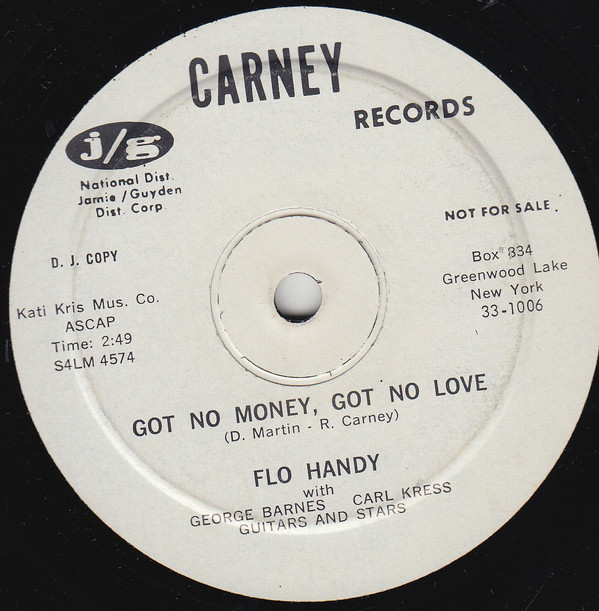 CARNEY
RECORDS
j/g
National Dist.
Jamie/Guyden
Dist. Corp.
D. J. COPY
Kati Kris Mus. Co.
ASCAP
Time: 2:49
S4LM 4574
NOT FOR SALE
Box 834
Greenwood Lake
New York
33-1006
GOT NO MONEY, GOT NO LOVE
(D. Martin - R. Carney)
FLO HANDY
with
GEORGE BARNES CARL KRESS
GUITARS AND STARS